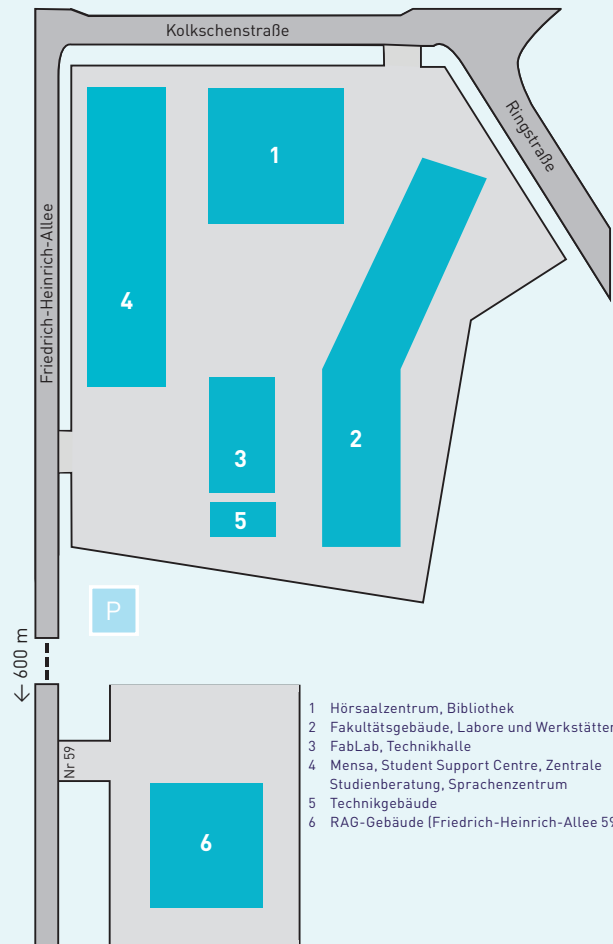 Kolkschenstraße
Ringstraße
Friedrich-Heinrich-Allee
1
4
2
3
5
P
← 600 m
Nr 59
6
1 Hörsaalzentrum, Bibliothek
2 Fakultätsgebäude, Labore und Werkstätten
3 FabLab, Technikhalle
4 Mensa, Student Support Centre, Zentrale
Studienberatung, Sprachenzentrum
5 Technikgebäude
6 RAG-Gebäude (Friedrich-Heinrich-Allee 59